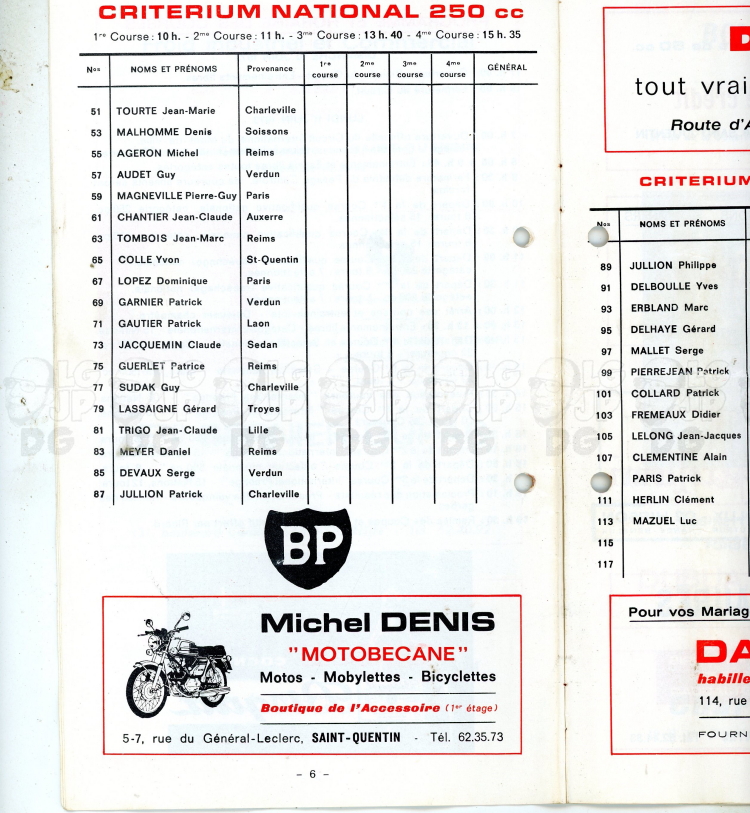 CRITERIUM NATIONAL 250 cc
1re Course : 10 h. - 2me Course : 11 h. - 3me Course : 13 h. 40 - 4me Course : 15 h. 35
Nos NOMS ET PRÉNOMS Provenance 1re course 2me course 3me course 4me course GÉNÉRAL
51 TOURTE Jean-Marie Charleville
53 MALHOMME Denis Soissons
55 AGERON Michel Reims
57 AUDET Guy Verdun
59 MAGNEVILLE Pierre-Guy Paris
61 CHANTIER Jean-Claude Auxerre
63 TOMBOIS Jean-Marc Reims
65 COLLE Yvon St-Quentin
67 LOPEZ Dominique Paris
69 GARNIER Patrick Verdun
71 GAUTIER Patrick Laon
73 JACQUEMIN Claude Sedan
75 GUERLET Patrice Reims
77 SUDAK Guy Charleville
79 LASSAIGNE Gérard Troyes
81 TRIGO Jean-Claude Lille
83 MEYER Daniel Reims
85 DEVAUX Serge Verdun
87 JULLION Patrick Charleville
BP
Michel DENIS
"MOTOBECANE"
Motos - Mobylettes - Bicyclettes
Boutique de l'Accessoire (1er étage)
5-7, rue du Général-Leclerc, SAINT-QUENTIN - Tél. 62.35.73
- 6 -
tout vrai
Route d'A
CRITERIUM
Nos NOMS ET PRÉNOMS
89 JULLION Philippe
91 DELBOULLE Yves
93 ERBLAND Marc
95 DELHAYE Gérard
97 MALLET Serge
99 PIERREJEAN Patrick
101 COLLARD Patrick
103 FREMEAUX Didier
105 LELONG Jean-Jacques
107 CLEMENTINE Alain
PARIS Patrick
111 HERLIN Clément
113 MAZUEL Luc
115
117
Pour vos Mariag
DA
habille
114, rue
FOURN
LG JP DG